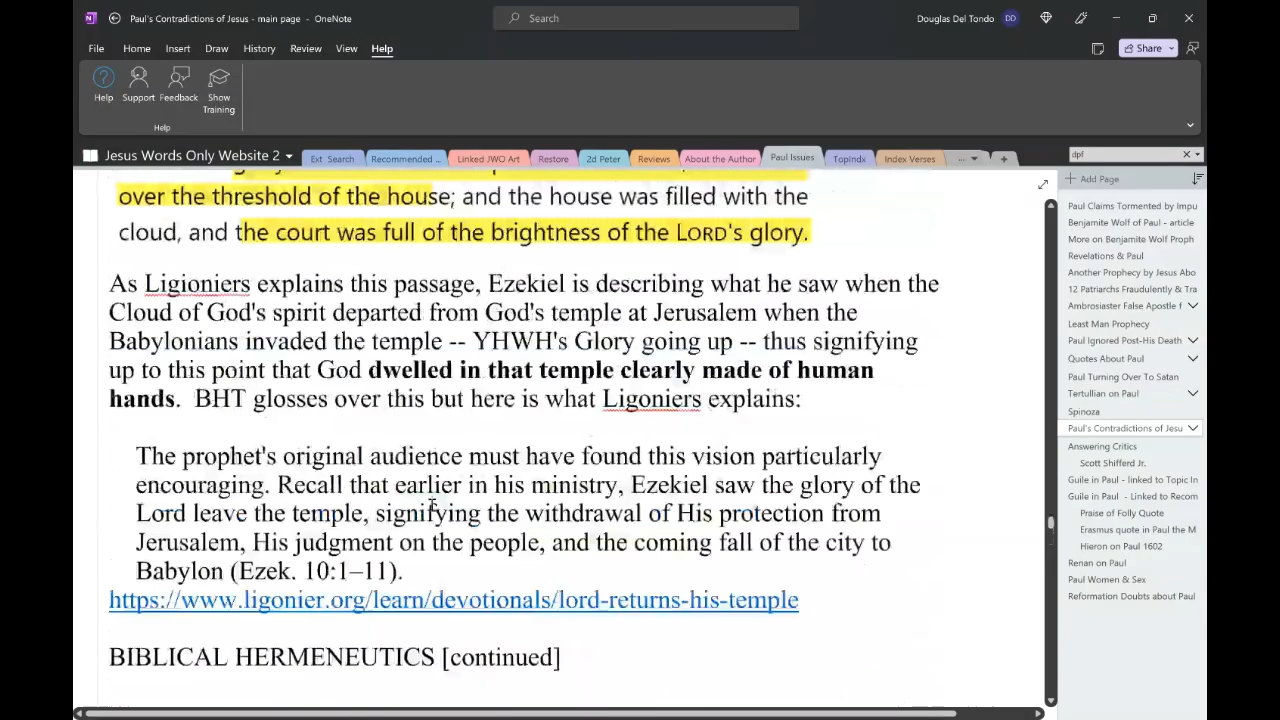 Paul's Contradictions of Jesus - main page - OneNote
Search
Douglas Del Tondo
DD
File Home Insert Draw History Review View Help
Share
Help Support Feedback Show Training
Help
Jesus Words Only Website 2
Ext Search
Recommended ...
Linked JWO Art
Restore
2d Peter
Reviews
About the Author
Paul Issues
TopIndx
Index Verses
...
+
dpf
over the threshold of the house; and the house was filled with the
cloud, and the court was full of the brightness of the LORD's glory.
As Ligioniers explains this passage, Ezekiel is describing what he saw when the
Cloud of God's spirit departed from God's temple at Jerusalem when the
Babylonians invaded the temple -- YHWH's Glory going up -- thus signifying
up to this point that God dwelled in that temple clearly made of human
hands. BHT glosses over this but here is what Ligoniers explains:
The prophet's original audience must have found this vision particularly
encouraging. Recall that earlier in his ministry, Ezekiel saw the glory of the
Lord leave the temple, signifying the withdrawal of His protection from
Jerusalem, His judgment on the people, and the coming fall of the city to
Babylon (Ezek. 10:1–11).
https://www.ligonier.org/learn/devotionals/lord-returns-his-temple
BIBLICAL HERMENEUTICS [continued]
Add Page
Paul Claims Tormented by Impu
Benjamite Wolf of Paul - article
More on Benjamite Wolf Proph
Revelations & Paul
Another Prophecy by Jesus Abo
12 Patriarchs Fraudulently & Tra
Ambrosiaster False Apostle f
Least Man Prophecy
Paul Ignored Post-His Death
Quotes About Paul
Paul Turning Over To Satan
Tertullian on Paul
Spinoza
Paul's Contradictions of Jesu
Answering Critics
Scott Shifferd Jr.
Guile in Paul - linked to Topic In
Guile in Paul - Linked to Recom
Praise of Folly Quote
Erasmus quote in Paul the M
Hieron on Paul 1602
Renan on Paul
Paul Women & Sex
Reformation Doubts about Paul